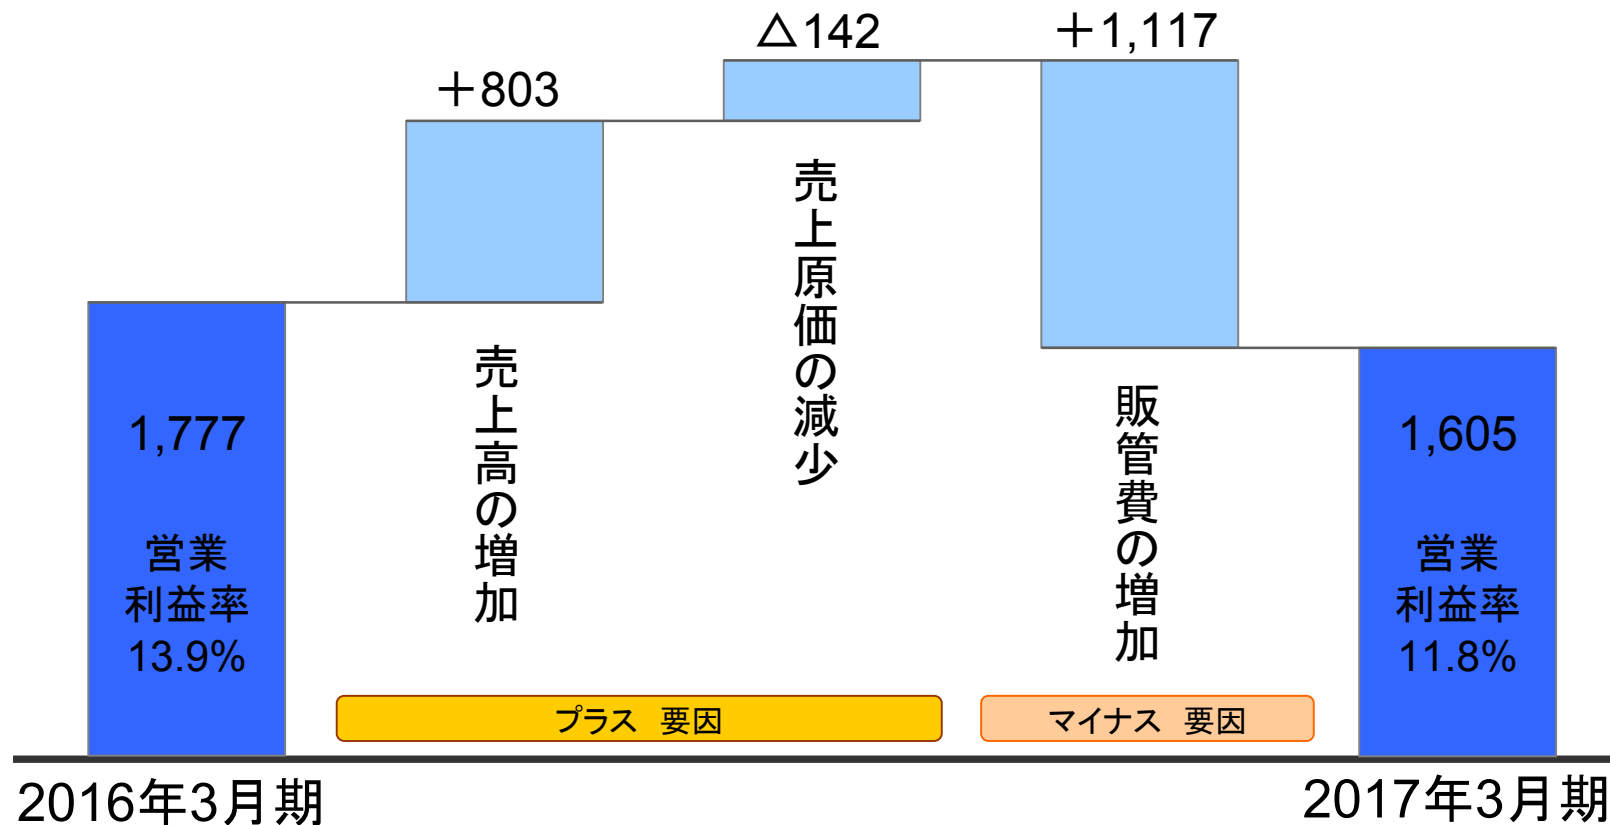 △142
＋1,117
＋803
売上高の増加
売上原価の減少
販管費の増加
1,777
営業
利益率
13.9%
1,605
営業
利益率
11.8%
プラス 要因
マイナス 要因
2016年3月期
2017年3月期